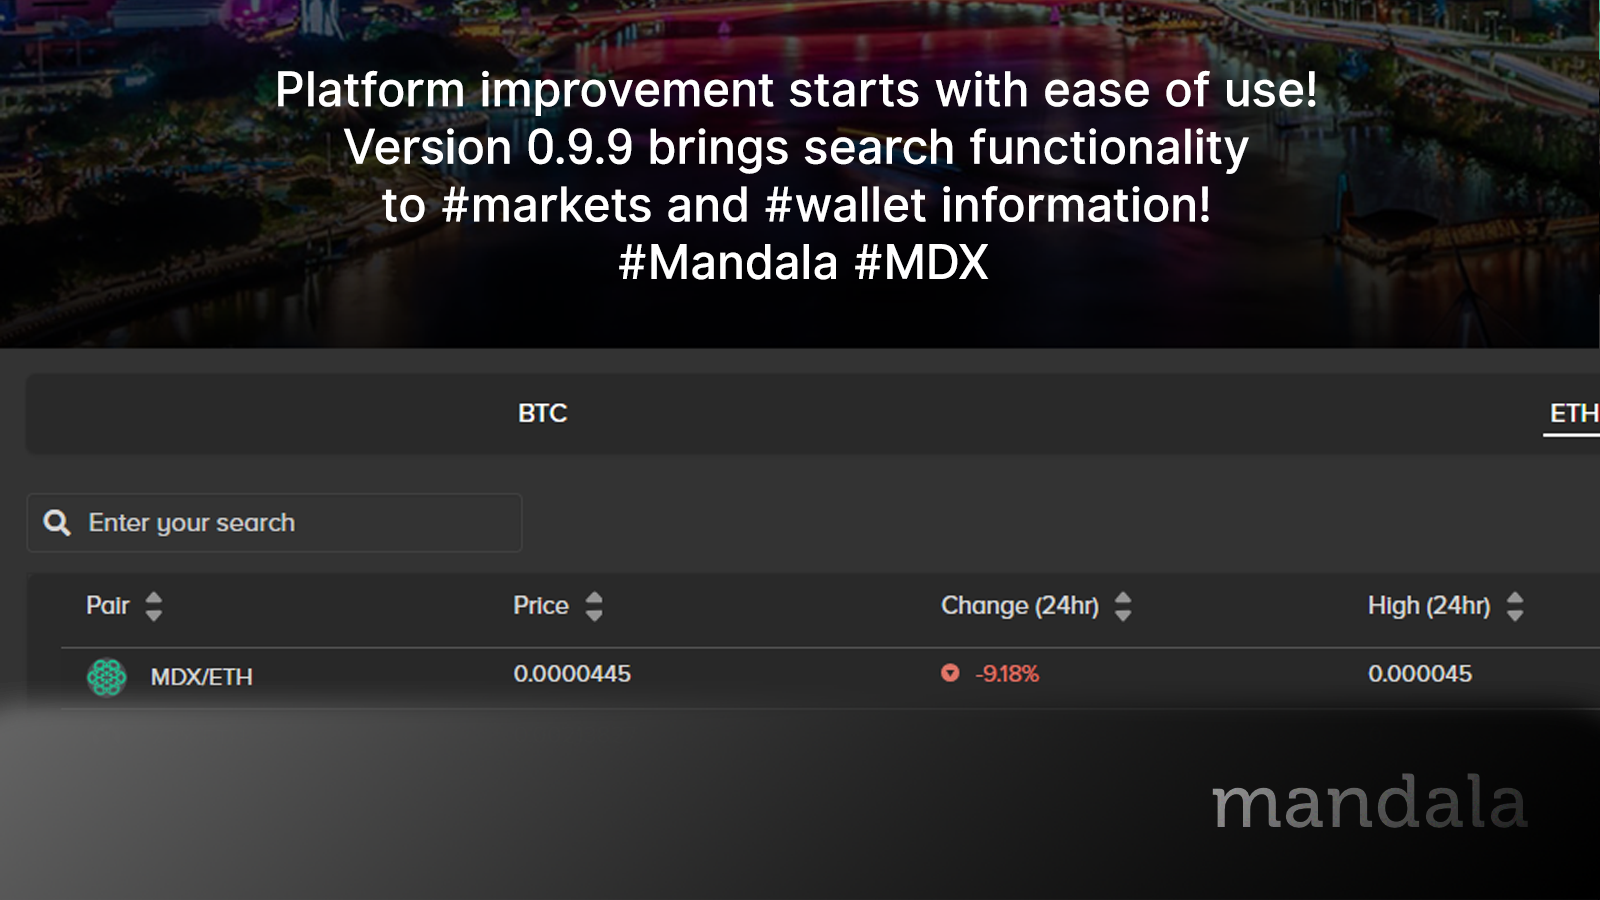 Platform improvement starts with ease of use!
Version 0.9.9 brings search functionality
to #markets and #wallet information!
#Mandala #MDX
BTC
ETH
Enter your search
Pair Price Change (24hr) High (24hr)
MDX/ETH 0.0000445 -9.18% 0.000045
mandala